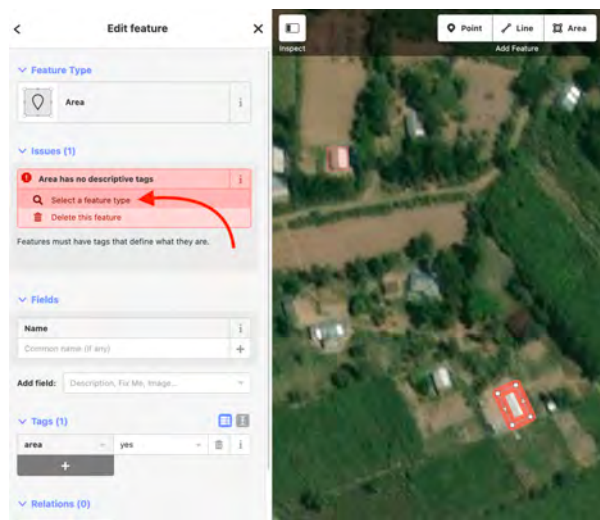 Edit feature
Inspect
Point
Line
Area
Add Feature
Feature Type
Area
i
Issues (1)
Area has no descriptive tags
i
Select a feature type
Delete this feature
Features must have tags that define what they are.
Fields
Name
i
Common name (if any)
+
Add field: Description, Fix Me, Image...
Tags (1)
area yes i
+
Relations (0)